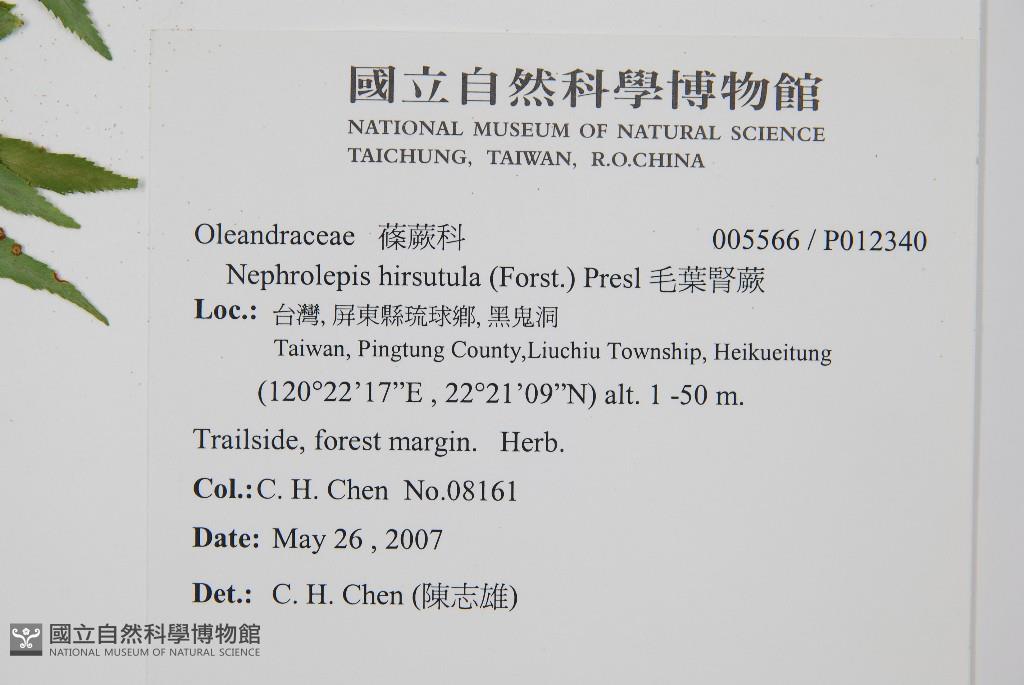 國立自然科學博物館
NATIONAL MUSEUM OF NATURAL SCIENCE
TAICHUNG, TAIWAN, R.O.CHINA
Oleandraceae 蓧蕨科 005566 / P012340
Nephrolepis hirsutula (Forst.) Presl 毛葉腎蕨
Loc.: 台灣, 屏東縣琉球鄉, 黑鬼洞
Taiwan, Pingtung County,Liuchiu Township, Heikueitung
(120°22’17”E , 22°21’09”N) alt. 1 -50 m.
Trailside, forest margin. Herb.
Col.: C. H. Chen No.08161
Date: May 26 , 2007
Det.: C. H. Chen (陳志雄)
國立自然科學博物館
NATIONAL MUSEUM OF NATURAL SCIENCE